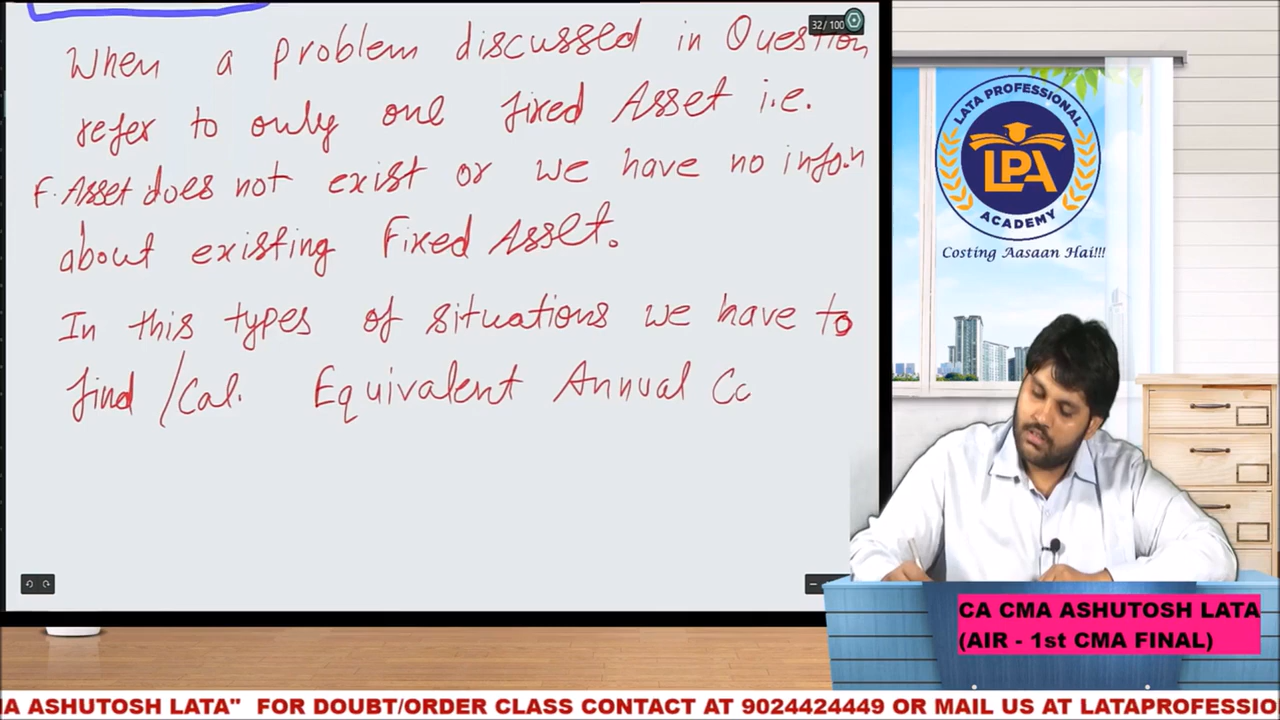 32/100
When a problem discussed in Question
refer to only one fixed Asset i.e.
F. Asset does not exist or we have no info.n
about existing Fixed Asset.
In this types of situations we have to
find /Cal. Equivalent Annual Co
LATA PROFESSIONAL
LPA
ACADEMY
Costing Aasaan Hai!!!
CA CMA ASHUTOSH LATA
(AIR - 1st CMA FINAL)
MA ASHUTOSH LATA" FOR DOUBT/ORDER CLASS CONTACT AT 9024424449 OR MAIL US AT LATAPROFESSIO